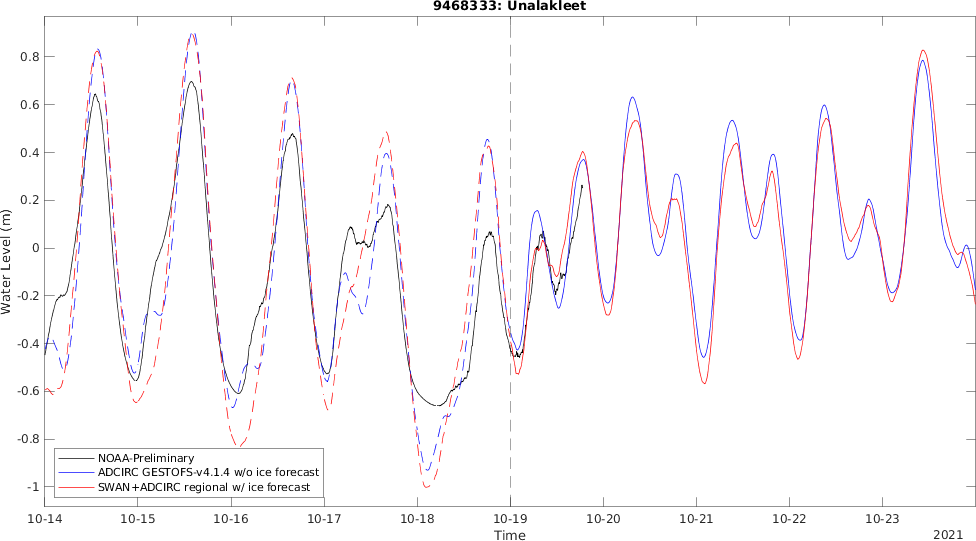 9468333: Unalakleet
Water Level (m)
0.8
0.6
0.4
0.2
0
-0.2
-0.4
-0.6
-0.8
-1
NOAA-Preliminary
ADCIRC GESTOFS-v4.1.4 w/o ice forecast
SWAN+ADCIRC regional w/ ice forecast
10-14 10-15 10-16 10-17 10-18 10-19 10-20 10-21 10-22 10-23
Time
2021